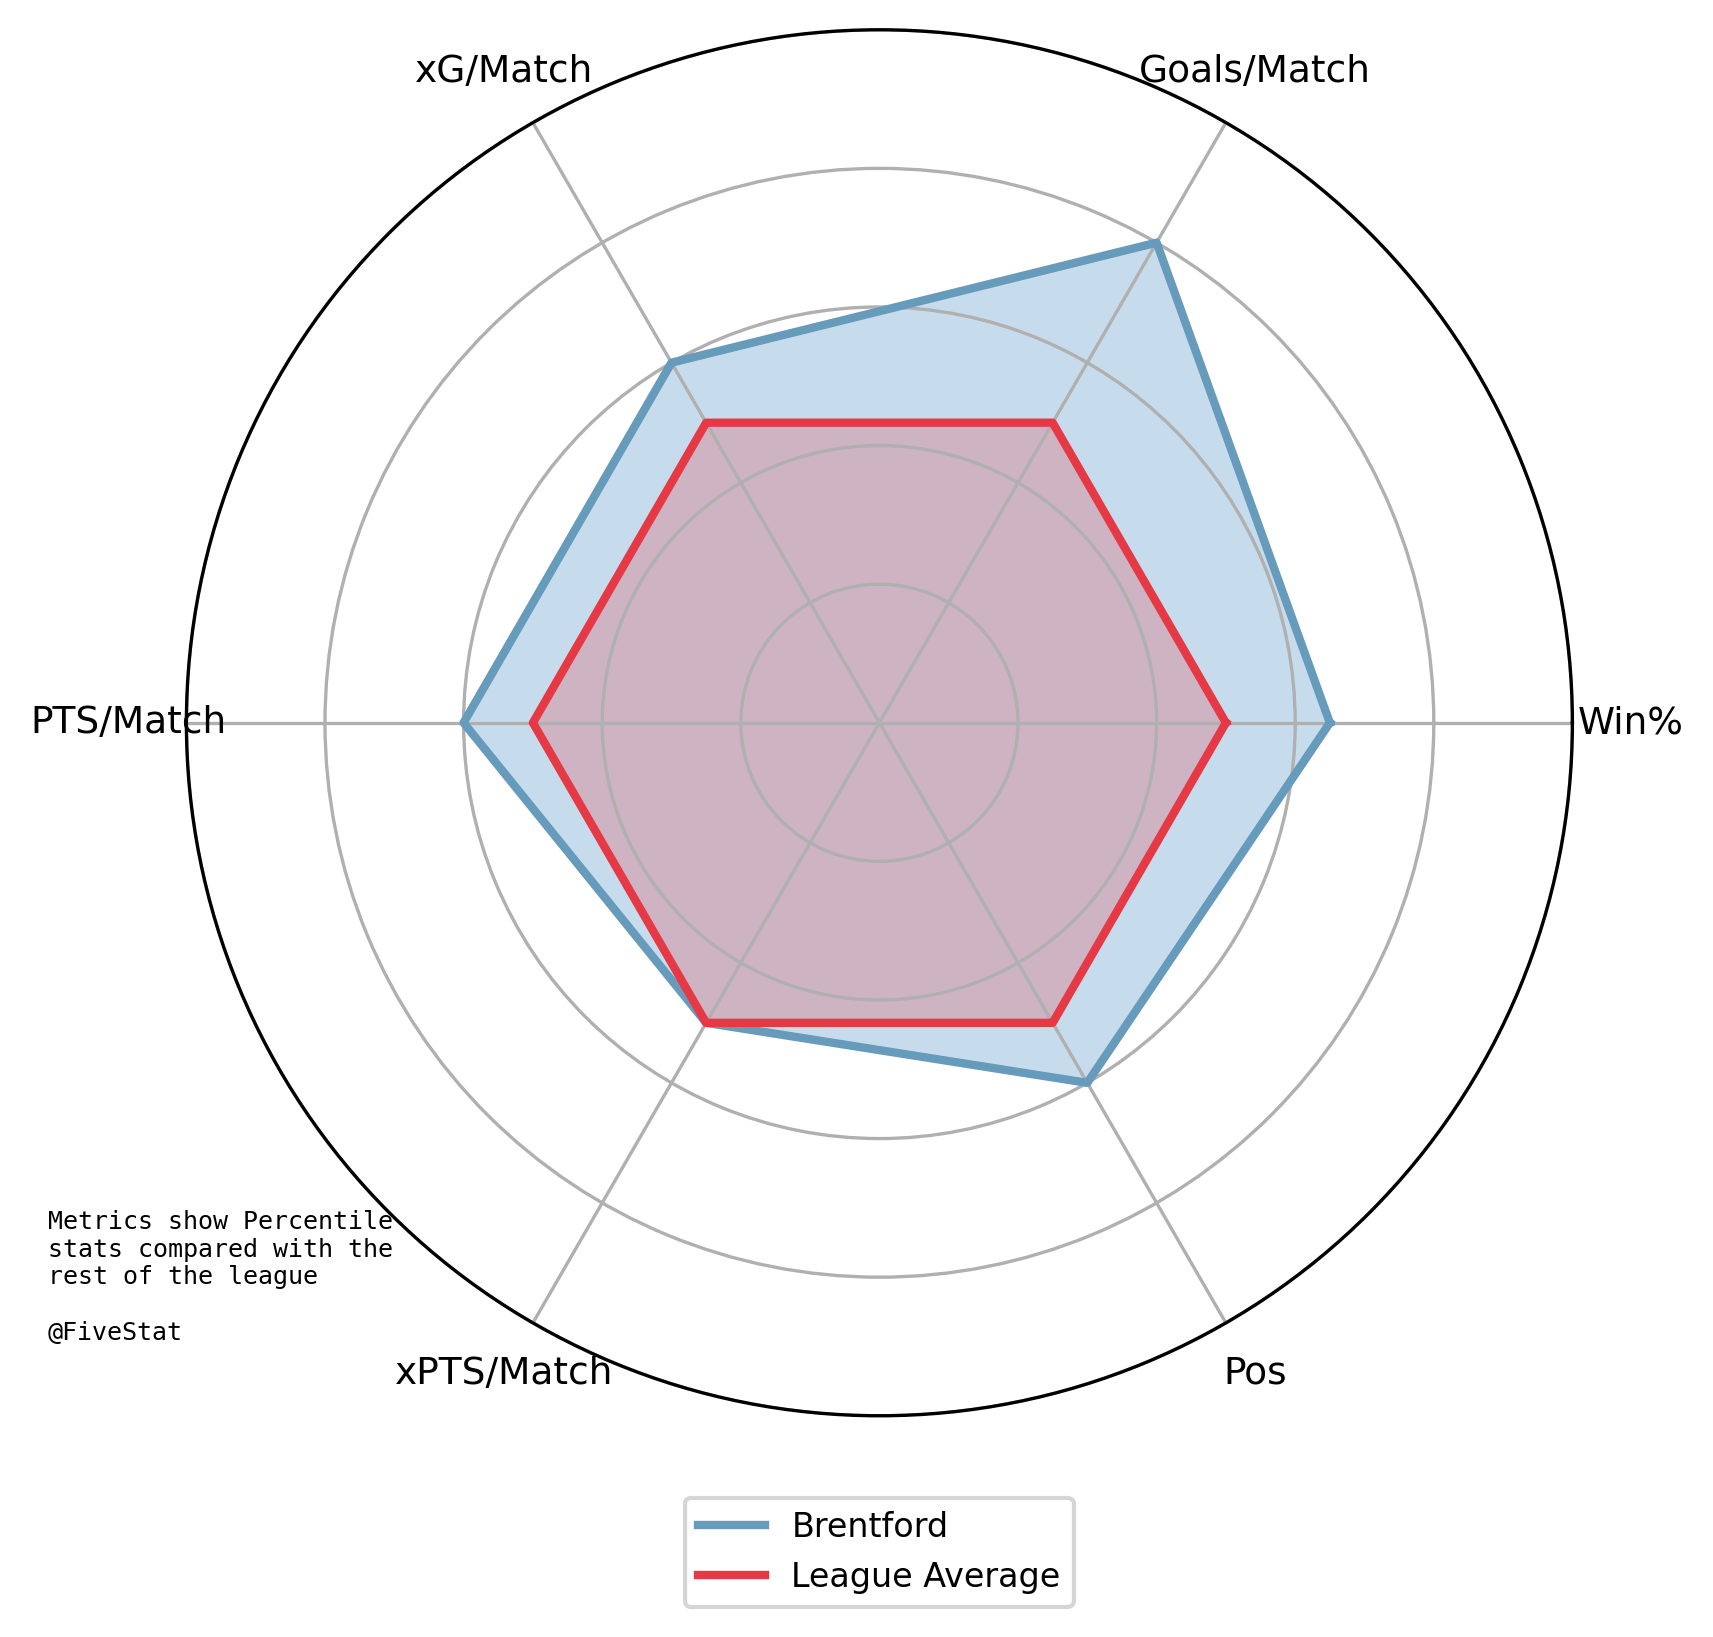 xG/Match
Goals/Match
PTS/Match
Win%
Metrics show Percentile
stats compared with the
rest of the league
@FiveStat
xPTS/Match
Pos
Brentford
League Average